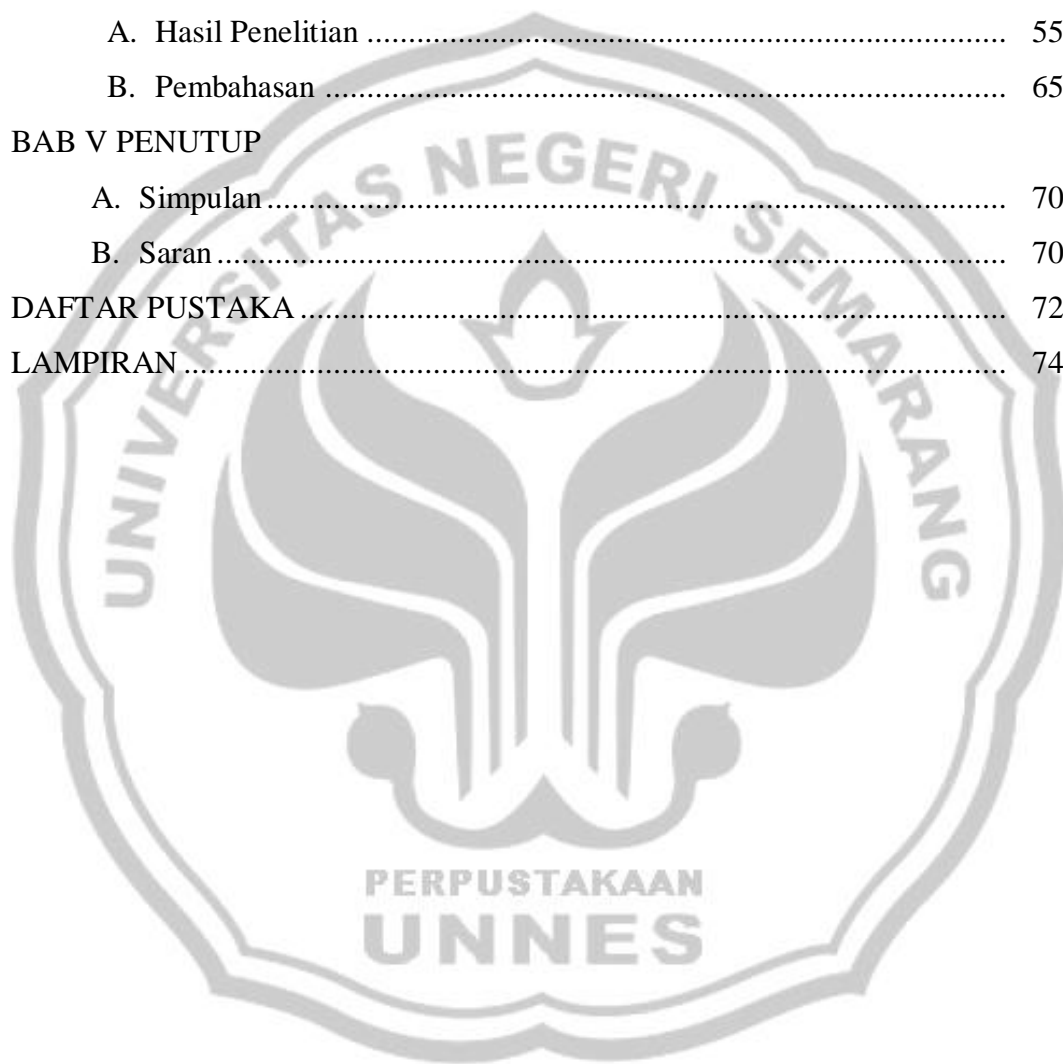 A. Hasil Penelitian ................................................................................ 55
B. Pembahasan ..................................................................................... 65
BAB V PENUTUP
A. Simpulan ............................................................................................ 70
B. Saran .................................................................................................. 70
DAFTAR PUSTAKA ........................................................................................ 72
LAMPIRAN ...................................................................................................... 74
UNIVERSITAS NEGERI SEMARANG
PERPUSTAKAAN
UNNES